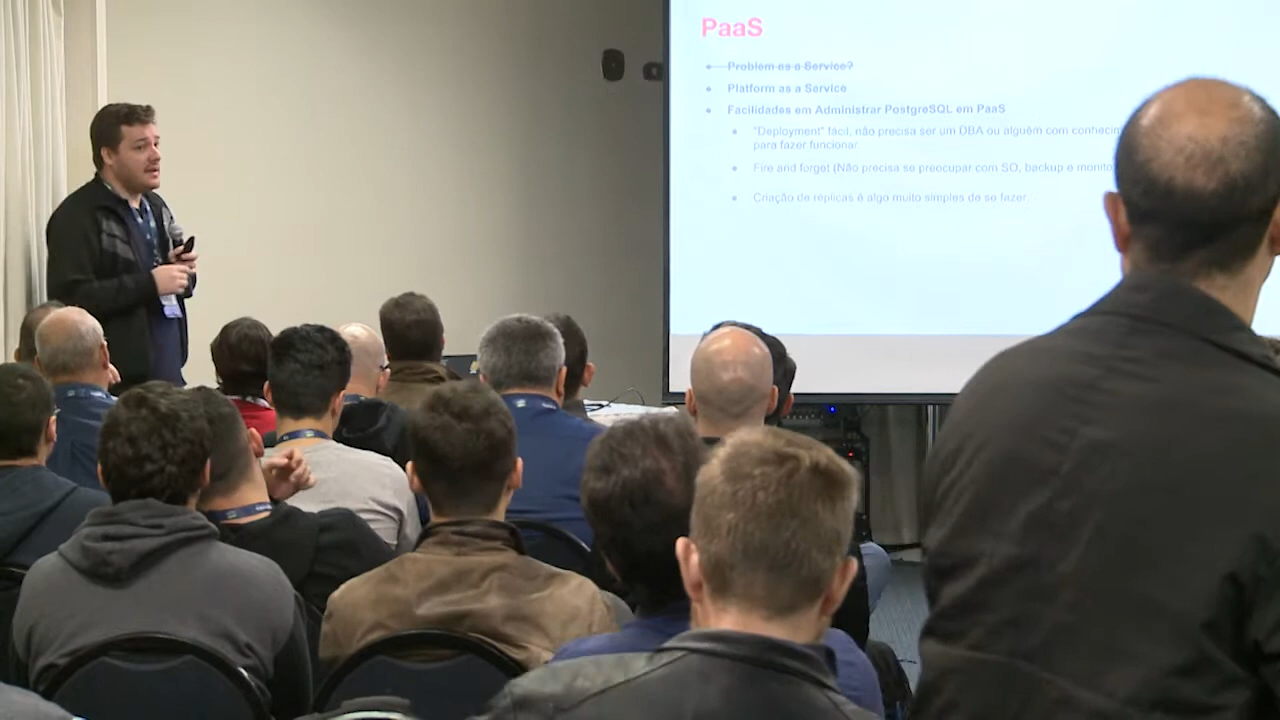 PaaS
Problem as a Service?
Platform as a Service
Facilidades em Administrar PostgreSQL em PaaS
"Deployment" fácil, não precisa ser um DBA ou alguém com conhecim
para fazer funcionar
Fire and forget (Não precisa se preocupar com SO, backup e monito
Criação de réplicas é algo muito simples de se fazer.